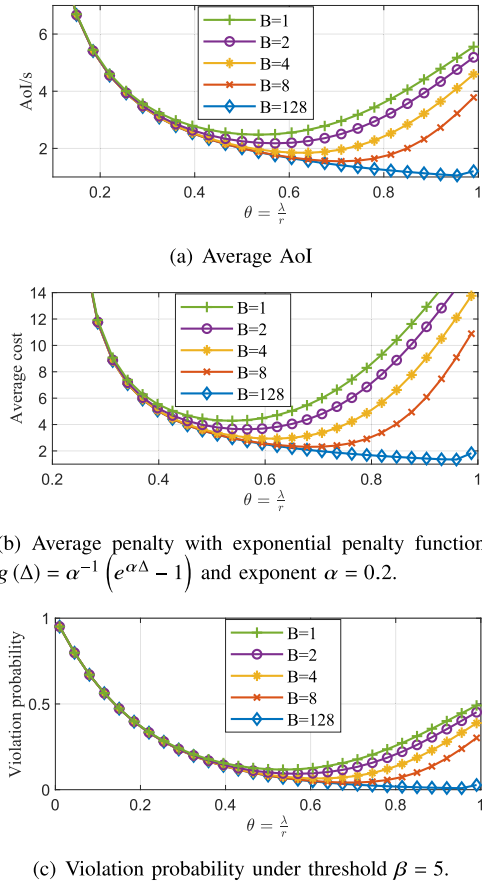 6
4
2
AoI/s
B=1
B=2
B=4
B=8
B=128
0.2 0.4 0.6 0.8 1
θ = λ/r
(a) Average AoI
14
12
10
8
6
4
2
Average cost
B=1
B=2
B=4
B=8
B=128
0.2 0.4 0.6 0.8 1
θ = λ/r
(b) Average penalty with exponential penalty function
g (Δ) = α⁻¹ (e^{αΔ} − 1) and exponent α = 0.2.
1
0.5
0
Violation probability
B=1
B=2
B=4
B=8
B=128
0 0.2 0.4 0.6 0.8 1
θ = λ/r
(c) Violation probability under threshold β = 5.